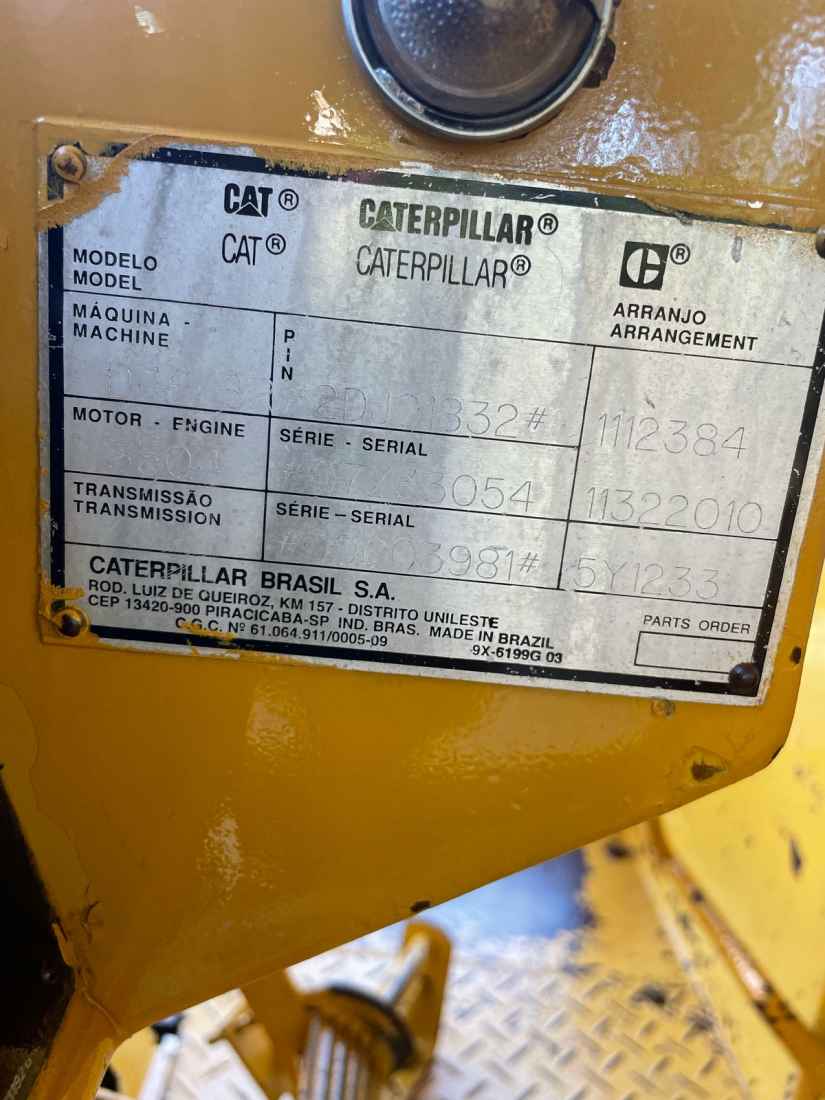 CAT® CATERPILLAR®
CAT® CATERPILLAR®
MODELO
MODEL
ARRANJO
ARRANGEMENT
MÁQUINA -
MACHINE
PIN
1112384
MOTOR - ENGINE
SÉRIE - SERIAL
11322010
TRANSMISSÃO
TRANSMISSION
SÉRIE – SERIAL
5Y1233
CATERPILLAR BRASIL S.A.
ROD. LUIZ DE QUEIROZ, KM 157 - DISTRITO UNILESTE
CEP 13420-900 PIRACICABA-SP IND. BRAS. MADE IN BRAZIL
C.G.C. Nº 61.064.911/0005-09
9X-6199G 03
PARTS ORDER